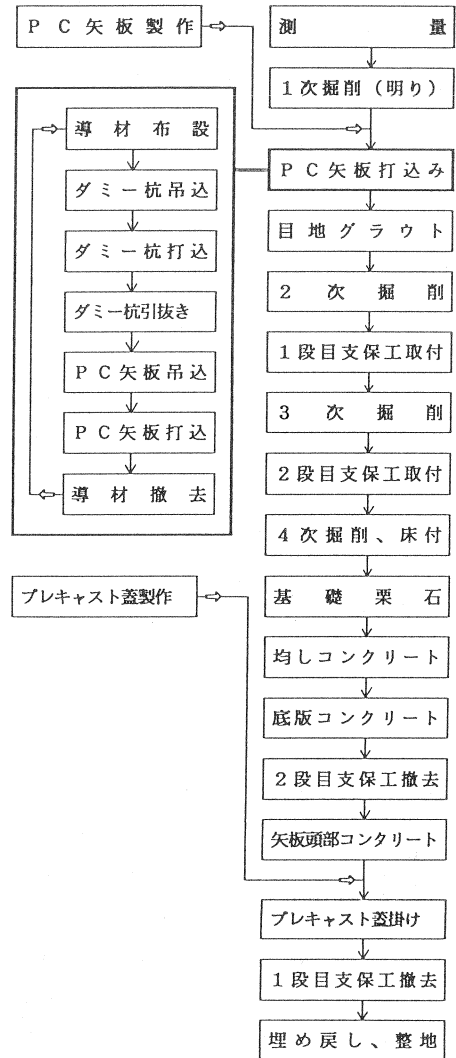 ＰＣ矢板製作
測量
１次掘削（明り）
導材布設
ダミー杭吊込
ダミー杭打込
ダミー杭引抜き
ＰＣ矢板吊込
ＰＣ矢板打込
導材撤去
ＰＣ矢板打込み
目地グラウト
２次掘削
１段目支保工取付
３次掘削
２段目支保工取付
４次掘削、床付
プレキャスト蓋製作
基礎栗石
均しコンクリート
底版コンクリート
２段目支保工撤去
矢板頭部コンクリート
プレキャスト蓋掛け
１段目支保工撤去
埋め戻し、整地